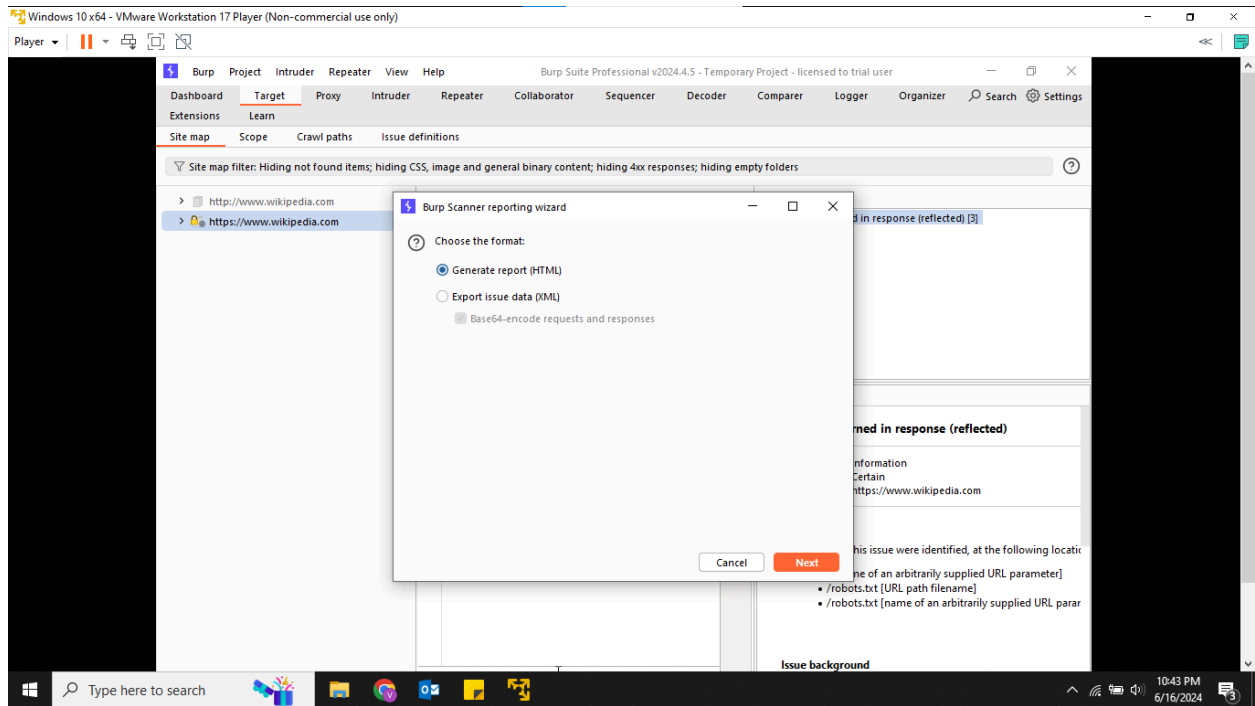 Windows 10 x64 - VMware Workstation 17 Player (Non-commercial use only)
Player
Burp Project Intruder Repeater View Help Burp Suite Professional v2024.4.5 - Temporary Project - licensed to trial user
Dashboard Target Proxy Intruder Repeater Collaborator Sequencer Decoder Comparer Logger Organizer Search Settings
Extensions Learn
Site map Scope Crawl paths Issue definitions
Site map filter: Hiding not found items; hiding CSS, image and general binary content; hiding 4xx responses; hiding empty folders
http://www.wikipedia.com
https://www.wikipedia.com
Burp Scanner reporting wizard
Choose the format:
Generate report (HTML)
Export issue data (XML)
Base64-encode requests and responses
Cancel Next
d in response (reflected) [3]
rned in response (reflected)
nformation
Certain
https://www.wikipedia.com
his issue were identified, at the following locatic
me of an arbitrarily supplied URL parameter]
• /robots.txt [URL path filename]
• /robots.txt [name of an arbitrarily supplied URL parar
Issue background
Type here to search
10:43 PM
6/16/2024
3